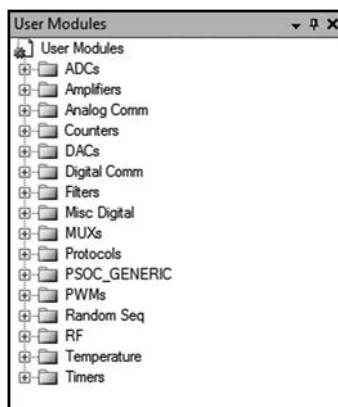 User Modules
User Modules
ADCs
Amplifiers
Analog Comm
Counters
DACs
Digital Comm
Filters
Misc Digital
MUXs
Protocols
PSOC_GENERIC
PWMs
Random Seq
RF
Temperature
Timers